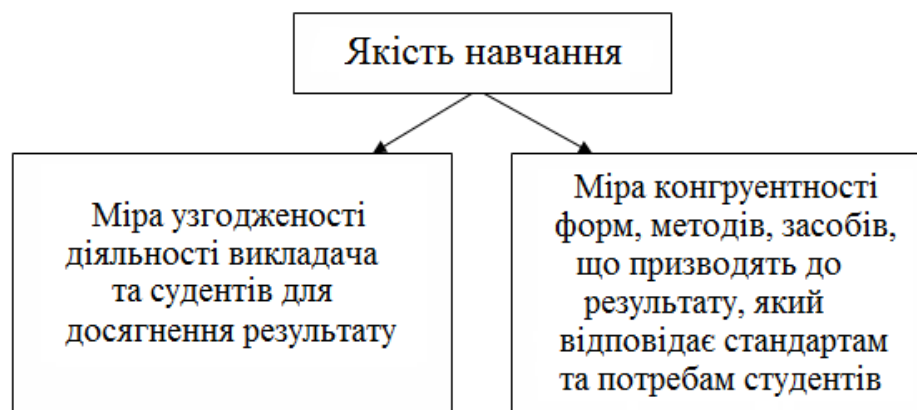 Якість навчання
Міра узгодженості
діяльності викладача
та судентів для
досягнення результату
Міра конгруентності
форм, методів, засобів,
що призводять до
результату, який
відповідає стандартам
та потребам студентів